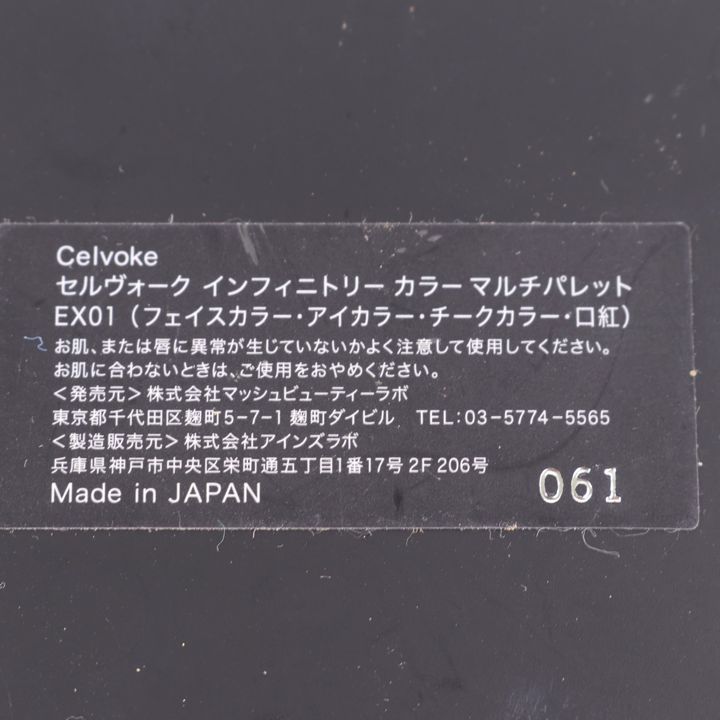 Celvoke
セルヴォーク インフィニトリー カラー マルチパレット
EX01（フェイスカラー・アイカラー・チークカラー・口紅）
お肌、または唇に異常が生じていないかよく注意して使用してください。
お肌に合わないときは、ご使用をおやめください。
＜発売元＞株式会社マッシュビューティーラボ
東京都千代田区麹町5-7-1 麹町ダイビル　TEL:03-5774-5565
＜製造販売元＞株式会社アインズラボ
兵庫県神戸市中央区栄町通五丁目1番17号 2F 206号
Made in JAPAN 061